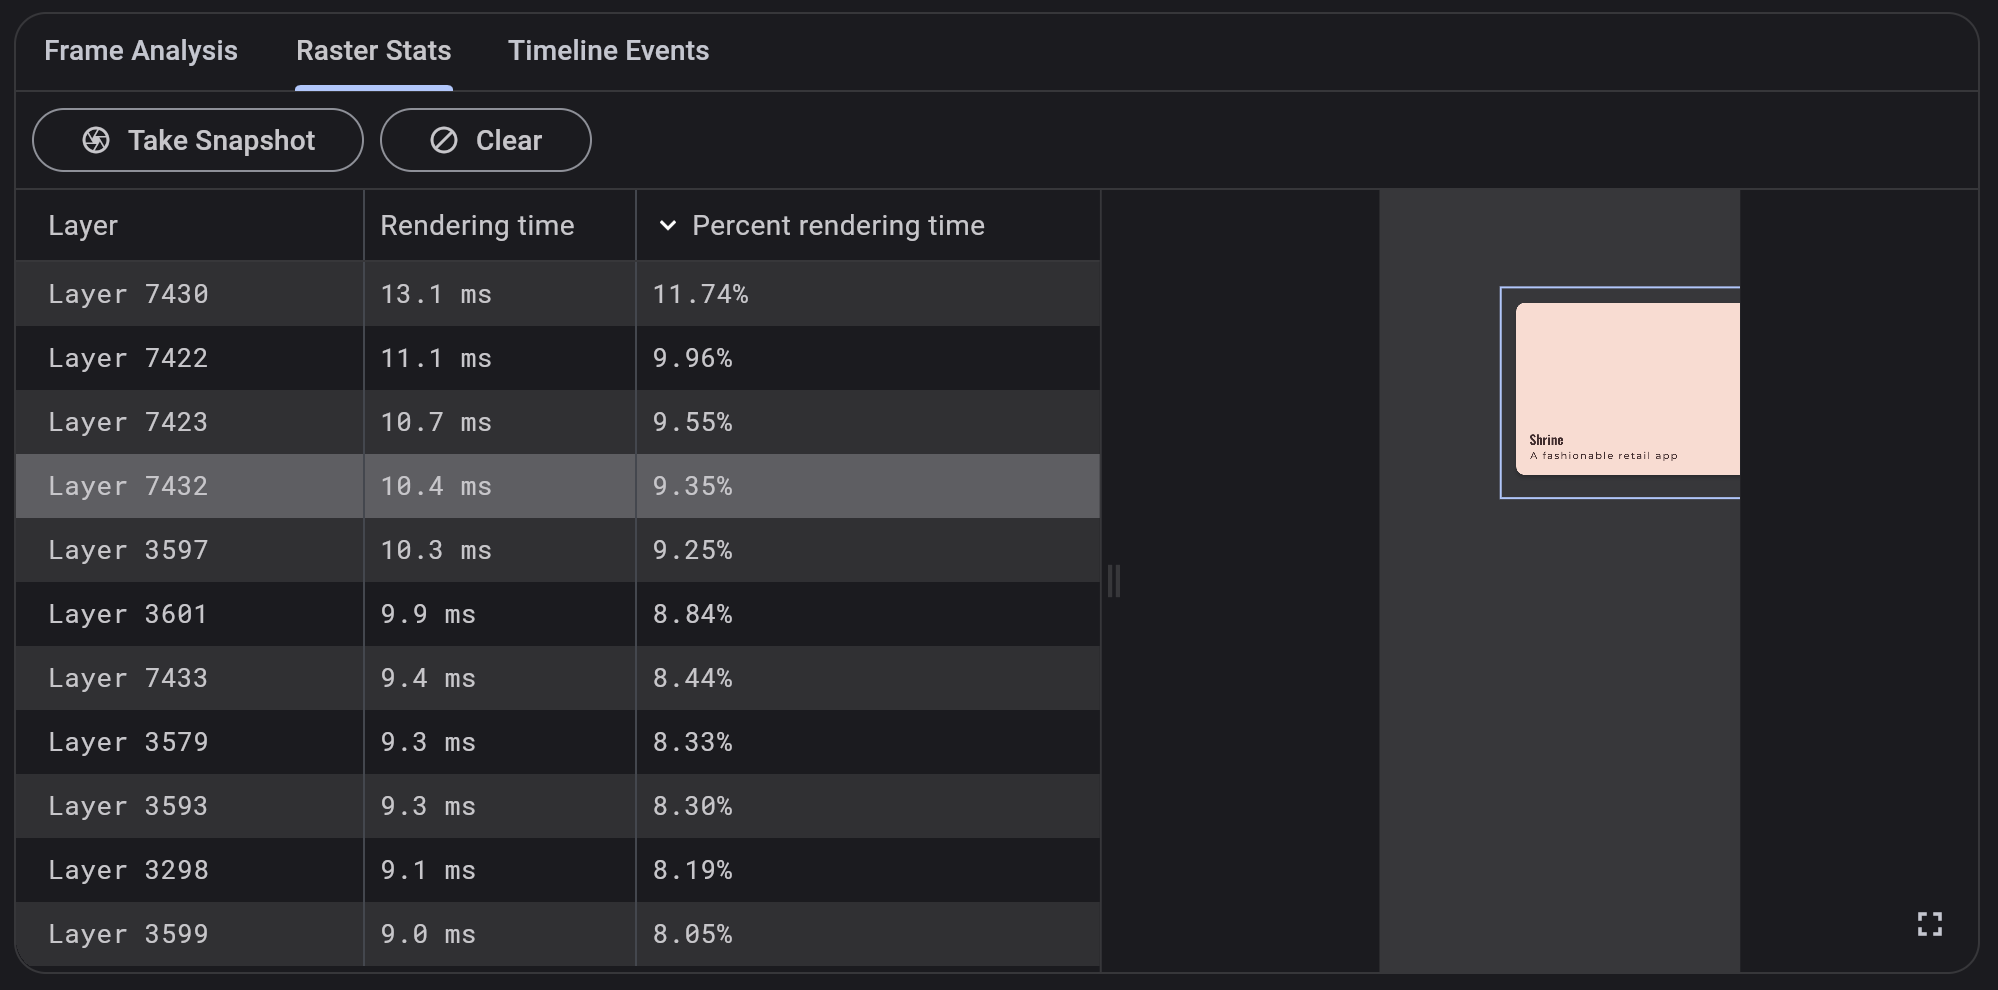 Frame Analysis Raster Stats Timeline Events
Take Snapshot Clear
Layer Rendering time Percent rendering time
Layer 7430 13.1 ms 11.74%
Layer 7422 11.1 ms 9.96%
Layer 7423 10.7 ms 9.55%
Layer 7432 10.4 ms 9.35%
Layer 3597 10.3 ms 9.25%
Layer 3601 9.9 ms 8.84%
Layer 7433 9.4 ms 8.44%
Layer 3579 9.3 ms 8.33%
Layer 3593 9.3 ms 8.30%
Layer 3298 9.1 ms 8.19%
Layer 3599 9.0 ms 8.05%
Shrine
A fashionable retail app